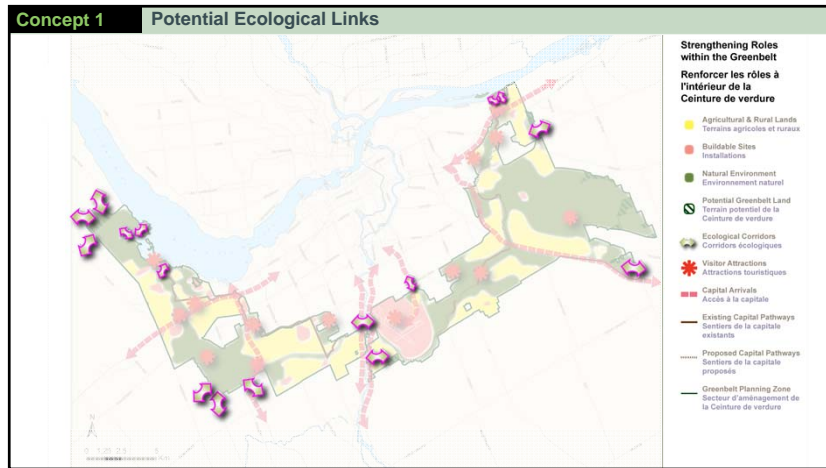 Concept 1
Potential Ecological Links
Strengthening Roles
within the Greenbelt
Renforcer les rôles à
l'intérieur de la
Ceinture de verdure
Agricultural & Rural Lands
Terrains agricoles et ruraux
Buildable Sites
Installations
Natural Environment
Environnement naturel
Potential Greenbelt Land
Terrain potentiel de la
Ceinture de verdure
Ecological Corridors
Corridors écologiques
Visitor Attractions
Attractions touristiques
Capital Arrivals
Accès à la capitale
Existing Capital Pathways
Sentiers de la capitale
existants
Proposed Capital Pathways
Sentiers de la capitale
proposés
Greenbelt Planning Zone
Secteur d'aménagement de
la Ceinture de verdure